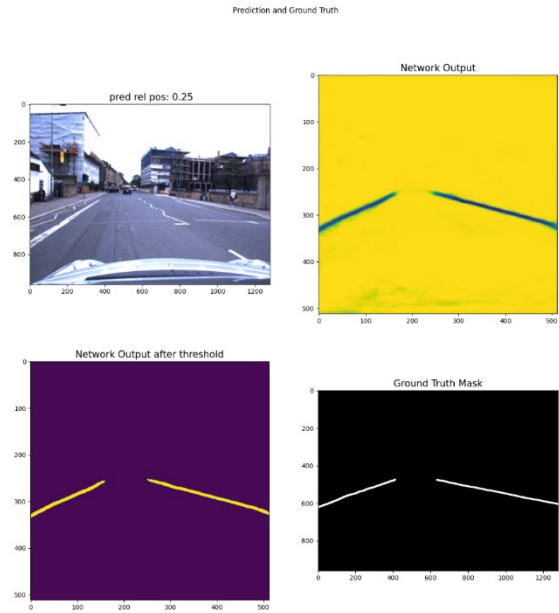 Prediction and Ground Truth
pred rel pos: 0.25
0
200
400
600
800
0 200 400 600 800 1000 1200
Network Output
0
100
200
300
400
500
0 100 200 300 400 500
Network Output after threshold
0
100
200
300
400
500
0 100 200 300 400 500
Ground Truth Mask
0
200
400
600
800
0 200 400 600 800 1000 1200